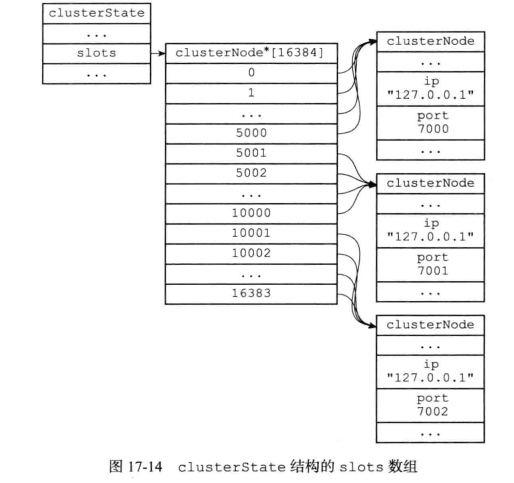 clusterState
...
slots
...
clusterNode*[16384]
0
1
...
5000
5001
5002
...
10000
10001
10002
...
16383
clusterNode
...
ip
"127.0.0.1"
port
7000
...
clusterNode
...
ip
"127.0.0.1"
port
7001
...
clusterNode
...
ip
"127.0.0.1"
port
7002
...
图 17-14 clusterState 结构的 slots 数组